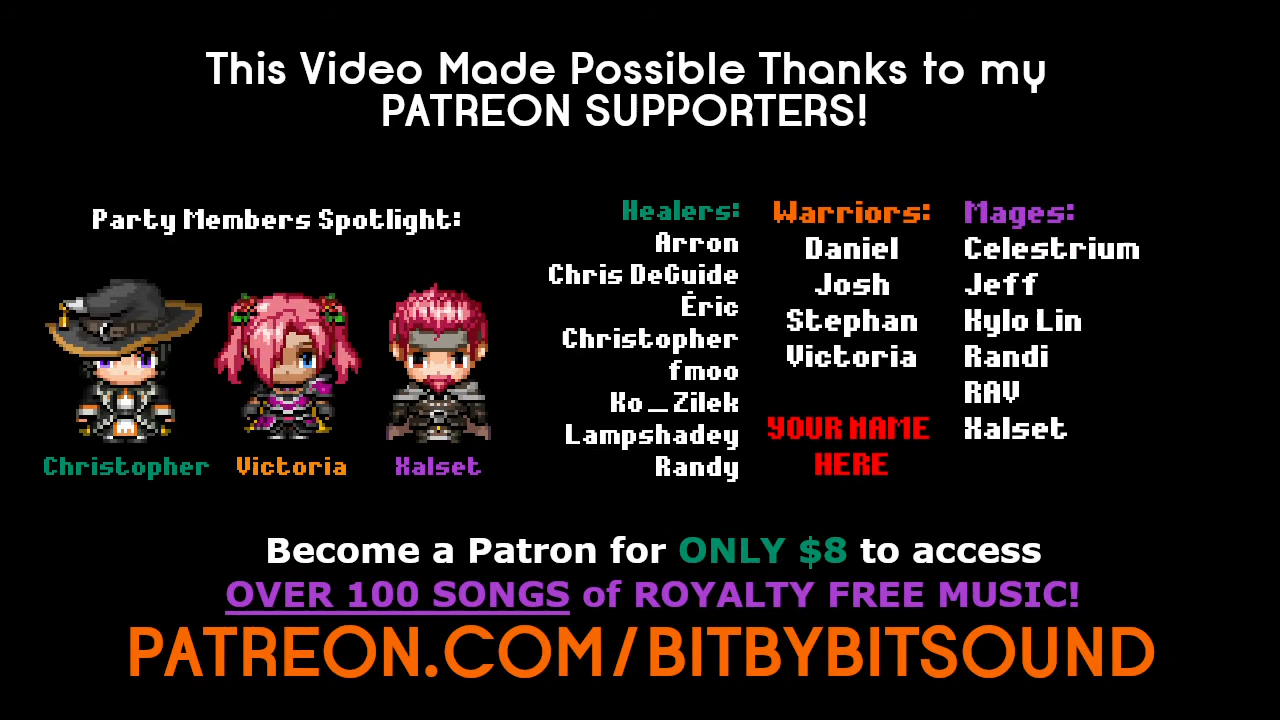 This Video Made Possible Thanks to my
PATREON SUPPORTERS!
Party Members Spotlight:
Christopher
Victoria
Xalset
Healers:
Arron
Chris DeGuide
Éric
Christopher
fmoo
Ko_Zilek
Lampshadey
Randy
Warriors:
Daniel
Josh
Stephan
Victoria
YOUR NAME
HERE
Mages:
Celestrium
Jeff
Kylo Lin
Randi
RAV
Xalset
Become a Patron for ONLY $8 to access
OVER 100 SONGS of ROYALTY FREE MUSIC!
PATREON.COM/BITBYBITSOUND